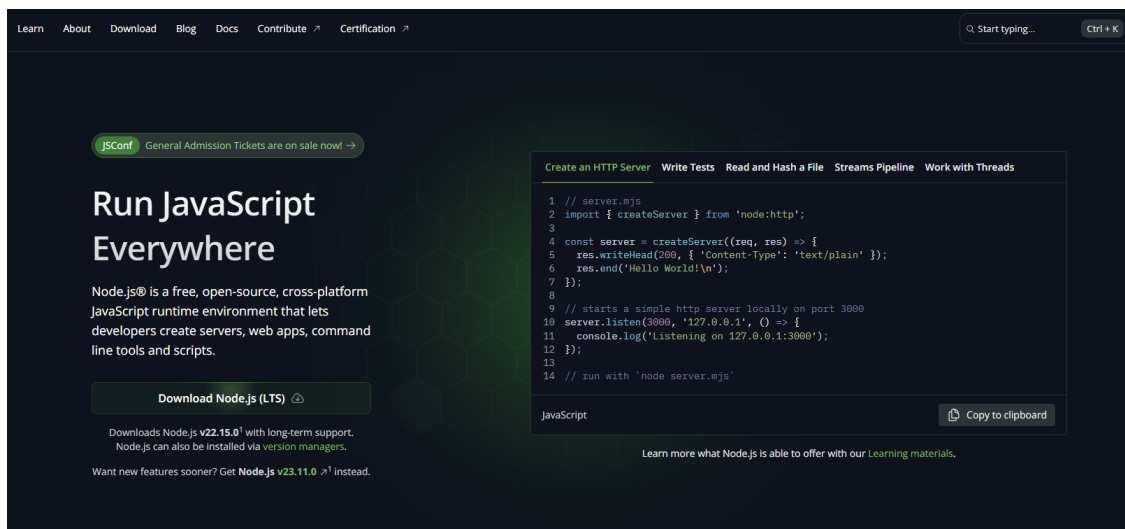 Learn About Download Blog Docs Contribute ↗ Certification ↗ Start typing... Ctrl + K
JSConf General Admission Tickets are on sale now! →
Run JavaScript
Everywhere
Node.js® is a free, open-source, cross-platform
JavaScript runtime environment that lets
developers create servers, web apps, command
line tools and scripts.
Download Node.js (LTS)
Downloads Node.js v22.15.0¹ with long-term support.
Node.js can also be installed via version managers.
Want new features sooner? Get Node.js v23.11.0 ↗¹ instead.
Create an HTTP Server Write Tests Read and Hash a File Streams Pipeline Work with Threads
1 // server.mjs
2 import { createServer } from 'node:http';
3
4 const server = createServer((req, res) => {
5   res.writeHead(200, { 'Content-Type': 'text/plain' });
6   res.end('Hello World!\n');
7 });
8
9 // starts a simple http server locally on port 3000
10 server.listen(3000, '127.0.0.1', () => {
11   console.log('Listening on 127.0.0.1:3000');
12 });
13
14 // run with `node server.mjs`
JavaScript Copy to clipboard
Learn more what Node.js is able to offer with our Learning materials.